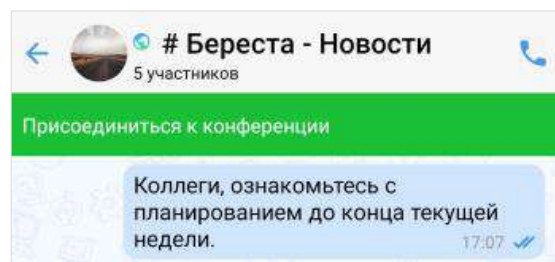 # Береста - Новости
5 участников
Присоединиться к конференции
Коллеги, ознакомьтесь с
планированием до конца текущей
недели.
17:07